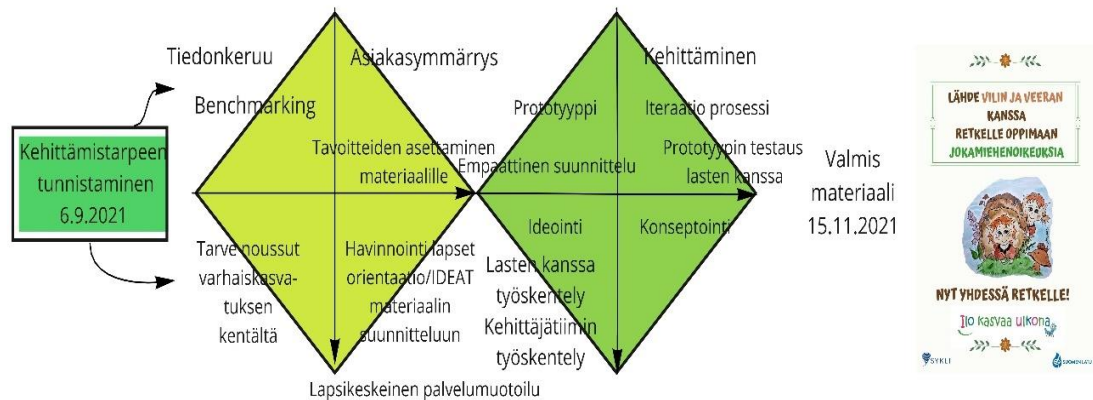 Kehittämistarpeen
tunnistaminen
6.9.2021
Tiedonkeruu
Benchmarking
Asiakasymmärrys
Tavoitteiden asettaminen
materiaalille
Tarve noussut
varhaiskasva-
tuksen
kentältä
Havinnointi lapset
orientaatio/IDEAT
materiaalin
suunnitteluun
Lapsikeskeinen palvelumuotoilu
Kehittäminen
Prototyyppi
Iteraatio prosessi
Empaattinen suunnittelu
Prototyypin testaus
lasten kanssa
Ideointi
Konseptointi
Lasten kanssa
työskentely
Kehittäjätiimin
työskentely
Valmis
materiaali
15.11.2021
LÄHDE VILIN JA VEERAN
KANSSA
RETKELLE OPPIMAAN
JOKAMIEHENOIKEUKSIA
NYT YHDESSÄ RETKELLE!
Ilo kasvaa ulkona
SYKLI
SUOMEN LATU